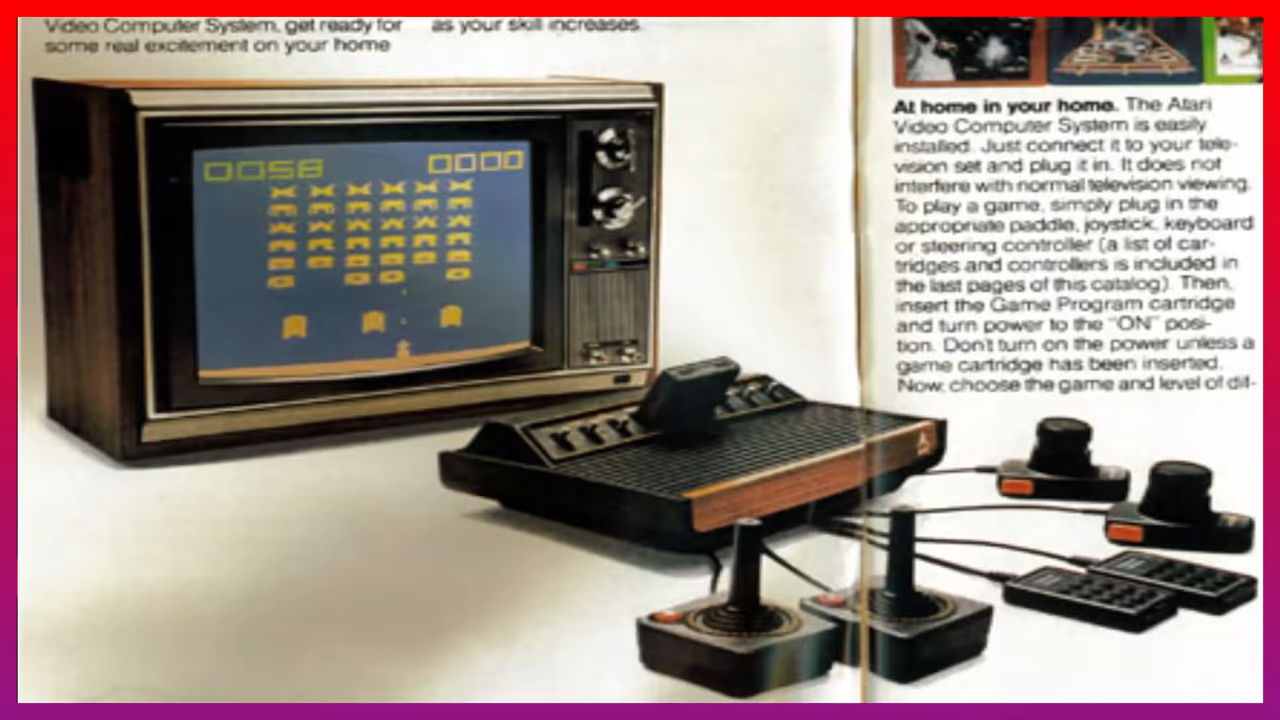 Video Computer System, get ready for
some real excitement on your home
as your skill increases.
0058
0000
At home in your home. The Atari
Video Computer System is easily
installed. Just connect it to your tele-
vision set and plug it in. It does not
interfere with normal television viewing.
To play a game, simply plug in the
appropriate paddle, joystick, keyboard
or steering controller (a list of car-
tridges and controllers is included in
the last pages of this catalog). Then,
insert the Game Program cartridge
and turn power to the "ON" posi-
tion. Don't turn on the power unless a
game cartridge has been inserted.
Now, choose the game and level of dif-